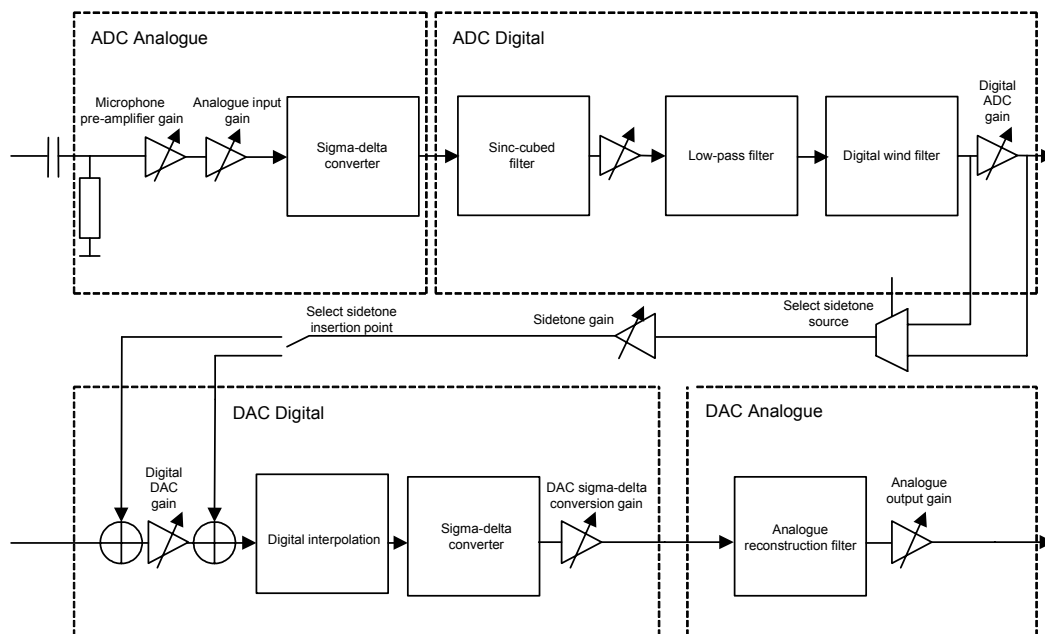 ADC Analogue
ADC Digital
Microphone
pre-amplifier gain
Analogue input
gain
Sigma-delta
converter
Sinc-cubed
filter
Low-pass filter
Digital wind filter
Digital
ADC
gain
Select sidetone
insertion point
Sidetone gain
Select sidetone
source
DAC Digital
DAC Analogue
Digital
DAC
gain
Digital interpolation
Sigma-delta
converter
DAC sigma-delta
conversion gain
Analogue
reconstruction filter
Analogue
output gain